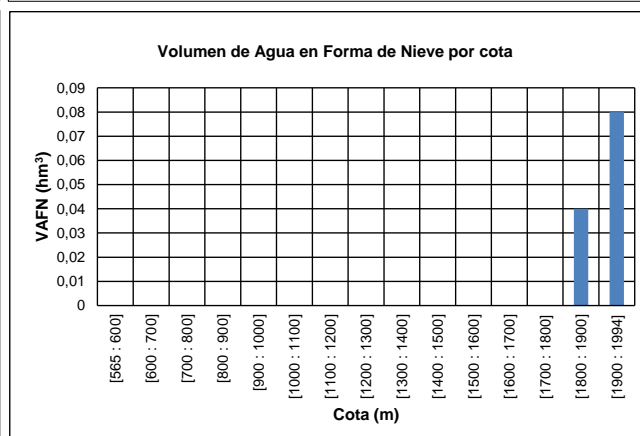 Volumen de Agua en Forma de Nieve por cota
VAFN (hm³)
0,09
0,08
0,07
0,06
0,05
0,04
0,03
0,02
0,01
0
[565 : 600]
[600 : 700]
[700 : 800]
[800 : 900]
[900 : 1000]
[1000 : 1100]
[1100 : 1200]
[1200 : 1300]
[1300 : 1400]
[1400 : 1500]
[1500 : 1600]
[1600 : 1700]
[1700 : 1800]
[1800 : 1900]
[1900 : 1994]
Cota (m)